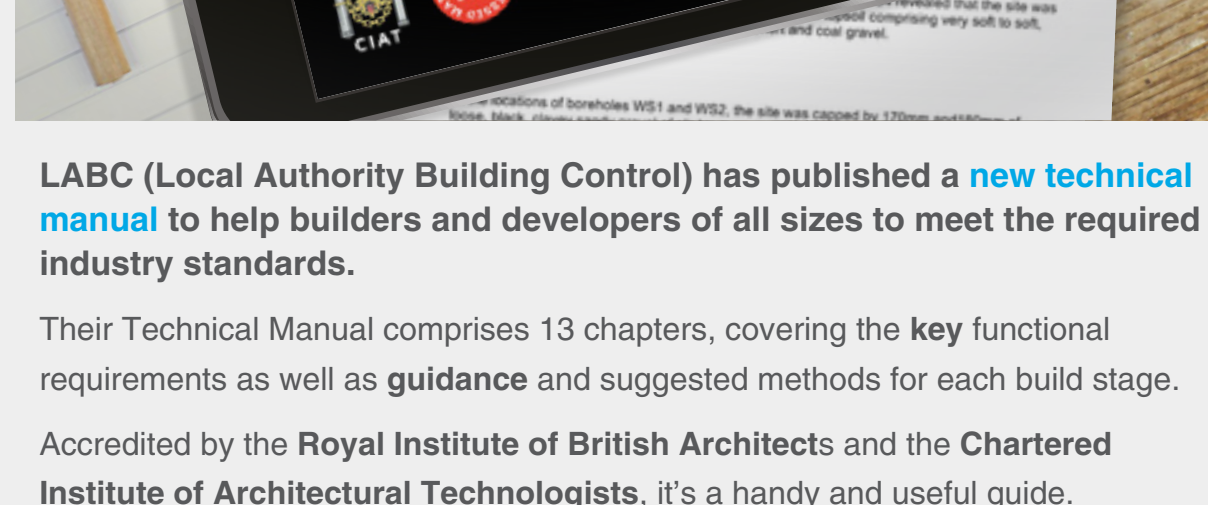 revealed that the site was
comprising very soft to soft,
and coal gravel.
CIAT
locations of boreholes WS1 and WS2, the site was capped by 170mm
loose, black, clayey sandy
LABC (Local Authority Building Control) has published a new technical
manual to help builders and developers of all sizes to meet the required
industry standards.
Their Technical Manual comprises 13 chapters, covering the key functional
requirements as well as guidance and suggested methods for each build stage.
Accredited by the Royal Institute of British Architects and the Chartered
Institute of Architectural Technologists, it's a handy and useful guide.